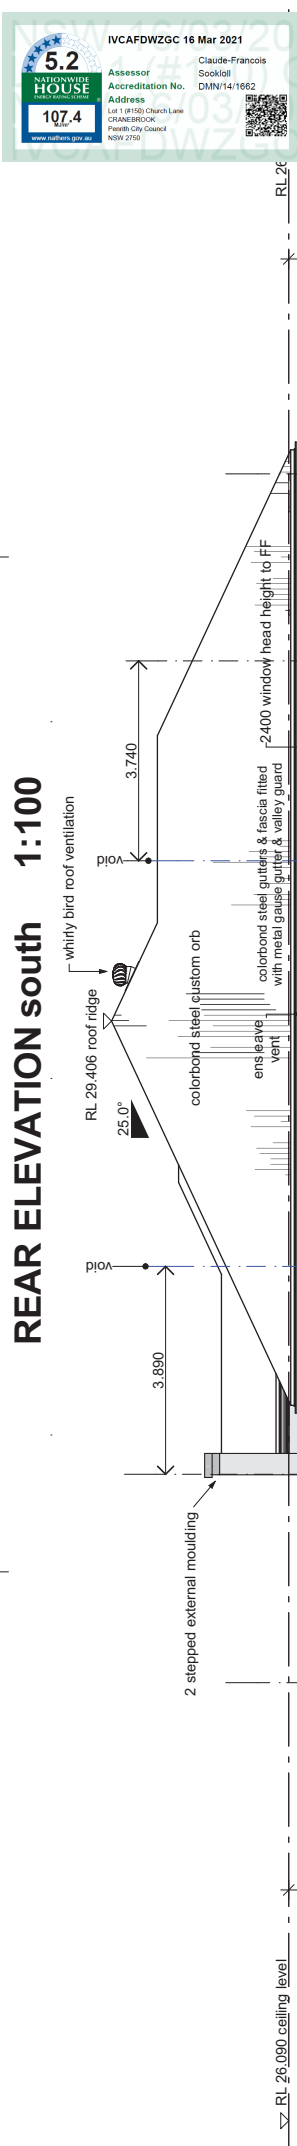 IVCAFDWZGC 16 Mar 2021
5.2
NATIONWIDE
HOUSE
ENERGY RATING SCHEME
107.4
MJ/m²
www.nathers.gov.au
Assessor
Claude-Francois
Sookloll
Accreditation No. DMN/14/1662
Address
Lot 1 (#150) Church Lane
CRANEBROOK
Penrith City Council
NSW 2750
REAR ELEVATION south 1:100
whirly bird roof ventilation
RL 29.406 roof ridge
25.0°
void
3.740
void
3.890
colorbond steel custom orb
2400 window head height to FF
colorbond steel gutters & fascia fitted
with metal gause gutter & valley guard
ens eave
vent
2 stepped external moulding
RL 26.090 ceiling level
RL 26